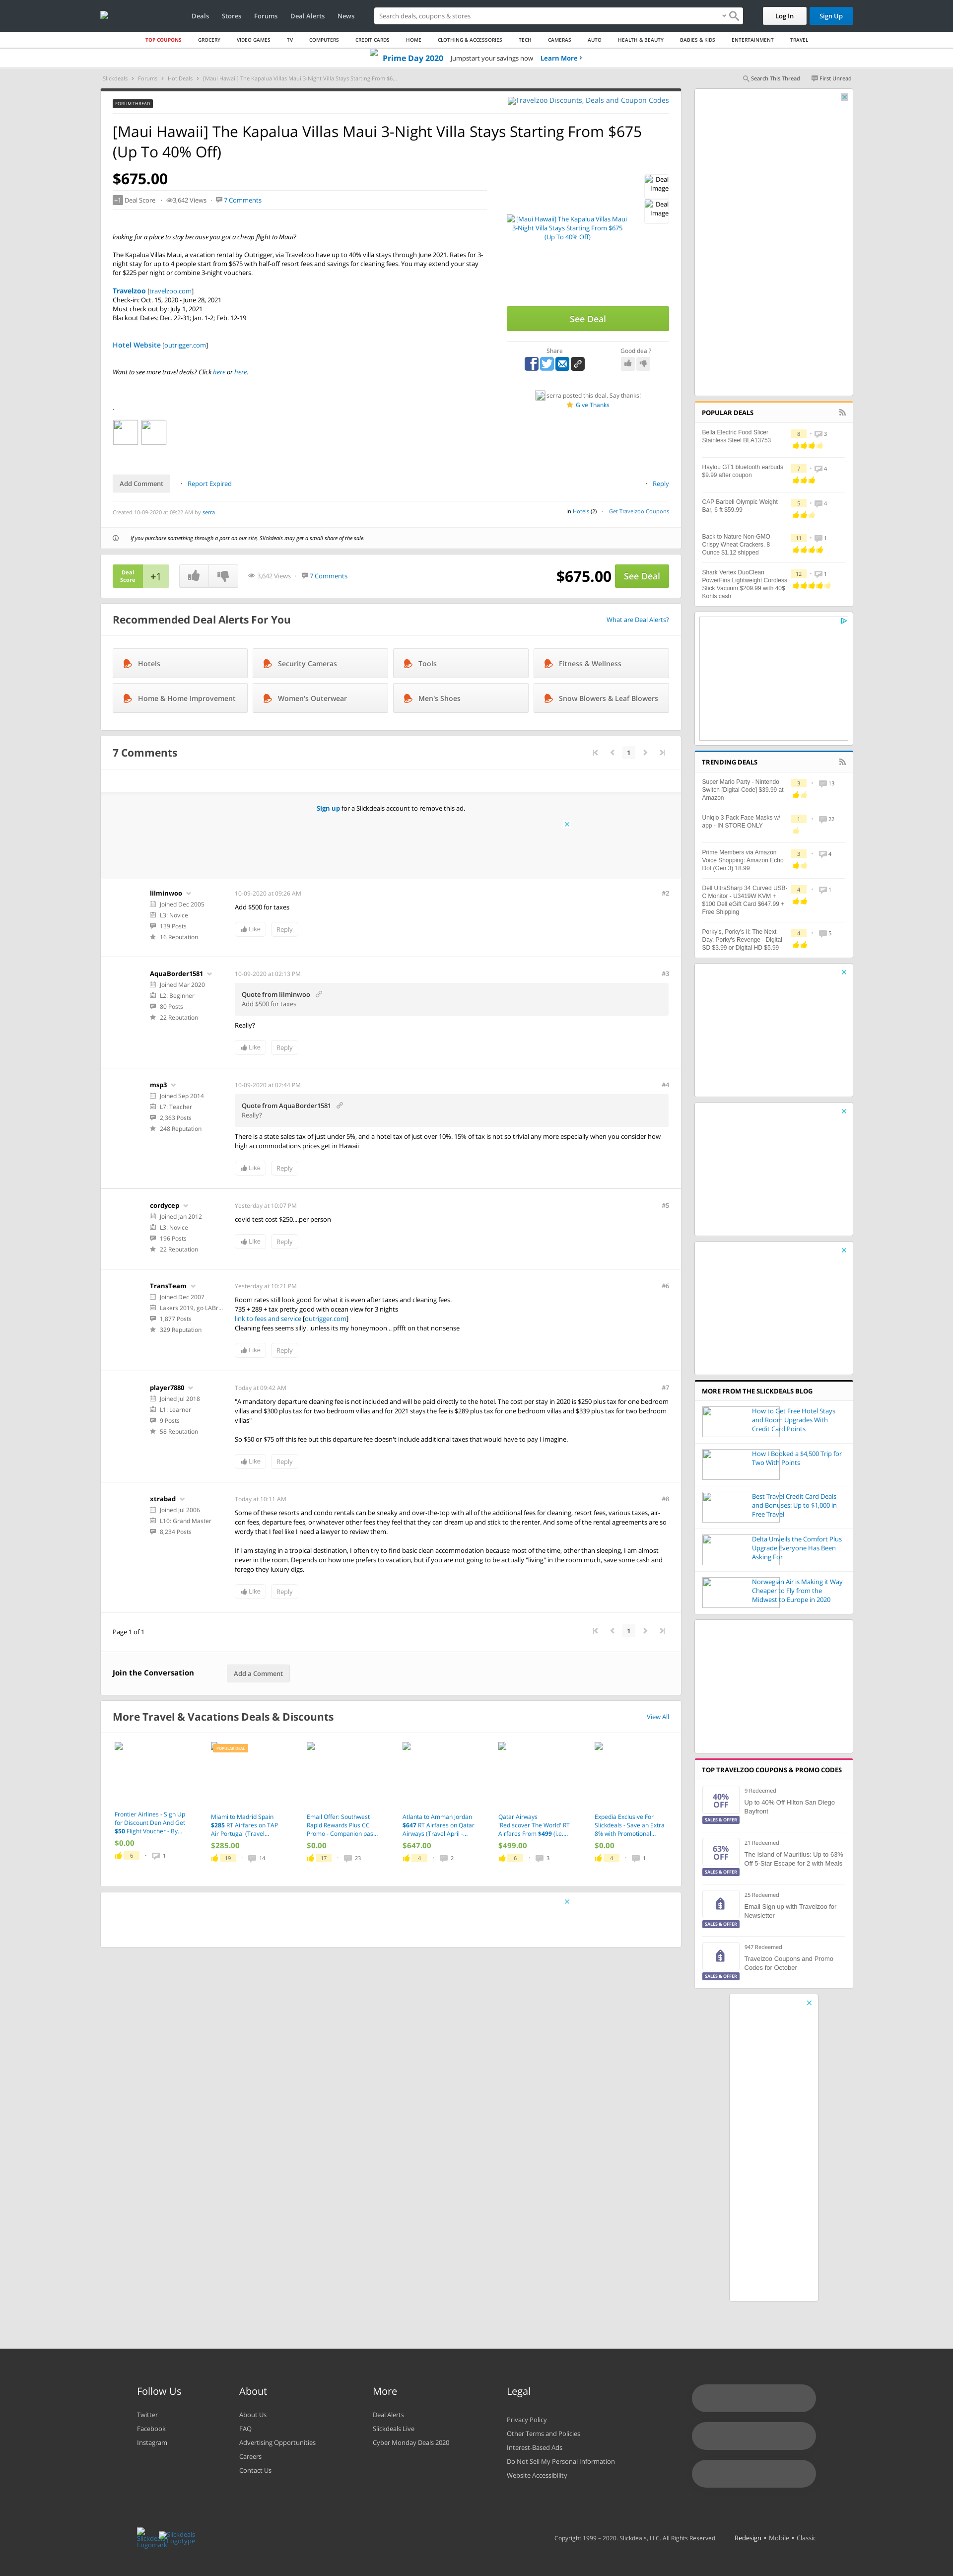 Deals Stores Forums Deal Alerts News
Search deals, coupons & stores
Log In Sign Up
TOP COUPONS GROCERY VIDEO GAMES TV COMPUTERS CREDIT CARDS HOME CLOTHING & ACCESSORIES TECH CAMERAS AUTO HEALTH & BEAUTY BABIES & KIDS ENTERTAINMENT TRAVEL
Prime Day 2020 Jumpstart your savings now Learn More
Slickdeals Forums Hot Deals [Maui Hawaii] The Kapalua Villas Maui 3-Night Villa Stays Starting From $6...
Search This Thread First Unread
FORUM THREAD
Travelzoo Discounts, Deals and Coupon Codes
[Maui Hawaii] The Kapalua Villas Maui 3-Night Villa Stays Starting From $675
(Up To 40% Off)
$675.00
+1 Deal Score 3,642 Views 7 Comments
Deal Image
Deal Image
[Maui Hawaii] The Kapalua Villas Maui
3-Night Villa Stays Starting From $675
(Up To 40% Off)
looking for a place to stay because you got a cheap flight to Maui?
The Kapalua Villas Maui, a vacation rental by Outrigger, via Travelzoo have up to 40% villa stays through June 2021. Rates for 3-
night stay for up to 4 people start from $675 with half-off resort fees and savings for cleaning fees. You may extend your stay
for $225 per night or combine 3-night vouchers.
Travelzoo [travelzoo.com]
Check-in: Oct. 15, 2020 - June 28, 2021
Must check out by: July 1, 2021
Blackout Dates: Dec. 22-31; Jan. 1-2; Feb. 12-19
Hotel Website [outrigger.com]
Want to see more travel deals? Click here or here.
.
See Deal
Share Good deal?
serra posted this deal. Say thanks!
Give Thanks
Add Comment Report Expired Reply
Created 10-09-2020 at 09:22 AM by serra
in Hotels (2) Get Travelzoo Coupons
If you purchase something through a post on our site, Slickdeals may get a small share of the sale.
Deal Score +1
3,642 Views 7 Comments
$675.00 See Deal
Recommended Deal Alerts For You
What are Deal Alerts?
Hotels Security Cameras Tools Fitness & Wellness
Home & Home Improvement Women's Outerwear Men's Shoes Snow Blowers & Leaf Blowers
7 Comments
1
Sign up for a Slickdeals account to remove this ad.
lilminwoo
Joined Dec 2005
L3: Novice
139 Posts
16 Reputation
10-09-2020 at 09:26 AM #2
Add $500 for taxes
Like Reply
AquaBorder1581
Joined Mar 2020
L2: Beginner
80 Posts
22 Reputation
10-09-2020 at 02:13 PM #3
Quote from lilminwoo
Add $500 for taxes
Really?
Like Reply
msp3
Joined Sep 2014
L7: Teacher
2,363 Posts
248 Reputation
10-09-2020 at 02:44 PM #4
Quote from AquaBorder1581
Really?
There is a state sales tax of just under 5%, and a hotel tax of just over 10%. 15% of tax is not so trivial any more especially when you consider how
high accommodations prices get in Hawaii
Like Reply
cordycep
Joined Jan 2012
L3: Novice
196 Posts
22 Reputation
Yesterday at 10:07 PM #5
covid test cost $250....per person
Like Reply
TransTeam
Joined Dec 2007
Lakers 2019, go LABr...
1,877 Posts
329 Reputation
Yesterday at 10:21 PM #6
Room rates still look good for what it is even after taxes and cleaning fees.
735 + 289 + tax pretty good with ocean view for 3 nights
link to fees and service [outrigger.com]
Cleaning fees seems silly. .unless its my honeymoon .. pffft on that nonsense
Like Reply
player7880
Joined Jul 2018
L1: Learner
9 Posts
58 Reputation
Today at 09:42 AM #7
"A mandatory departure cleaning fee is not included and will be paid directly to the hotel. The cost per stay in 2020 is $250 plus tax for one bedroom
villas and $300 plus tax for two bedroom villas and for 2021 stays the fee is $289 plus tax for one bedroom villas and $339 plus tax for two bedroom
villas"
So $50 or $75 off this fee but this departure fee doesn't include additional taxes that would have to pay I imagine.
Like Reply
xtrabad
Joined Jul 2006
L10: Grand Master
8,234 Posts
Today at 10:11 AM #8
Some of these resorts and condo rentals can be sneaky and over-the-top with all of the additional fees for cleaning, resort fees, various taxes, air-
con fees, departure fees, or whatever other fees they feel that they can dream up and stick to the renter. And some of the rental agreements are so
wordy that I feel like I need a lawyer to review them.
If I am staying in a tropical destination, I often try to find basic clean accommodation because most of the time, other than sleeping, I am almost
never in the room. Depends on how one prefers to vacation, but if you are not going to be actually "living" in the room much, save some cash and
forego they luxury digs.
Like Reply
Page 1 of 1
1
Join the Conversation Add a Comment
More Travel & Vacations Deals & Discounts
View All
Frontier Airlines - Sign Up
for Discount Den And Get
$50 Flight Voucher - By...
$0.00
6 1
Miami to Madrid Spain
$285 RT Airfares on TAP
Air Portugal (Travel...
$285.00
19 14
Email Offer: Southwest
Rapid Rewards Plus CC
Promo - Companion pas...
$0.00
17 23
Atlanta to Amman Jordan
$647 RT Airfares on Qatar
Airways (Travel April -...
$647.00
4 2
Qatar Airways
'Rediscover The World' RT
Airfares From $499 (i.e....
$499.00
6 3
Expedia Exclusive For
Slickdeals - Save an Extra
8% with Promotional...
$0.00
4 1
POPULAR DEALS
Bella Electric Food Slicer
Stainless Steel BLA13753
8 3
Haylou GT1 bluetooth earbuds
$9.99 after coupon
7 4
CAP Barbell Olympic Weight
Bar, 6 ft $59.99
5 4
Back to Nature Non-GMO
Crispy Wheat Crackers, 8
Ounce $1.12 shipped
11 1
Shark Vertex DuoClean
PowerFins Lightweight Cordless
Stick Vacuum $209.99 with 40$
Kohls cash
12 1
TRENDING DEALS
Super Mario Party - Nintendo
Switch [Digital Code] $39.99 at
Amazon
3 13
Uniqlo 3 Pack Face Masks w/
app - IN STORE ONLY
1 22
Prime Members via Amazon
Voice Shopping: Amazon Echo
Dot (Gen 3) 18.99
3 4
Dell UltraSharp 34 Curved USB-
C Monitor - U3419W KVM +
$100 Dell eGift Card $647.99 +
Free Shipping
4 1
Porky's, Porky's II: The Next
Day, Porky's Revenge - Digital
SD $3.99 or Digital HD $5.99
4 5
MORE FROM THE SLICKDEALS BLOG
How to Get Free Hotel Stays
and Room Upgrades With
Credit Card Points
How I Booked a $4,500 Trip for
Two With Points
Best Travel Credit Card Deals
and Bonuses: Up to $1,000 in
Free Travel
Delta Unveils the Comfort Plus
Upgrade Everyone Has Been
Asking For
Norwegian Air is Making it Way
Cheaper to Fly from the
Midwest to Europe in 2020
TOP TRAVELZOO COUPONS & PROMO CODES
40% OFF
SALES & OFFER
9 Redeemed
Up to 40% Off Hilton San Diego
Bayfront
63% OFF
SALES & OFFER
21 Redeemed
The Island of Mauritius: Up to 63%
Off 5-Star Escape for 2 with Meals
SALES & OFFER
25 Redeemed
Email Sign up with Travelzoo for
Newsletter
SALES & OFFER
947 Redeemed
Travelzoo Coupons and Promo
Codes for October
Follow Us
Twitter
Facebook
Instagram
About
About Us
FAQ
Advertising Opportunities
Careers
Contact Us
More
Deal Alerts
Slickdeals Live
Cyber Monday Deals 2020
Legal
Privacy Policy
Other Terms and Policies
Interest-Based Ads
Do Not Sell My Personal Information
Website Accessibility
Slickdeals Logomark Slickdeals Logotype
Copyright 1999 – 2020. Slickdeals, LLC. All Rights Reserved. Redesign • Mobile • Classic